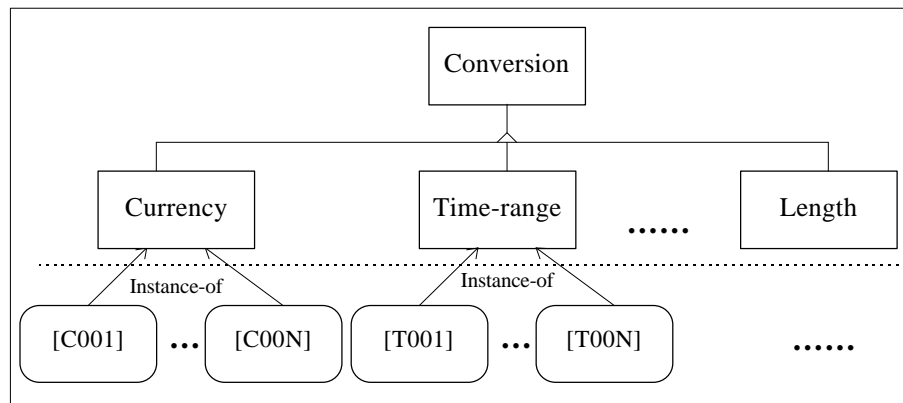 Conversion
Currency
Time-range
......
Length
Instance-of
Instance-of
[C001]
...
[C00N]
[T001]
...
[T00N]
......